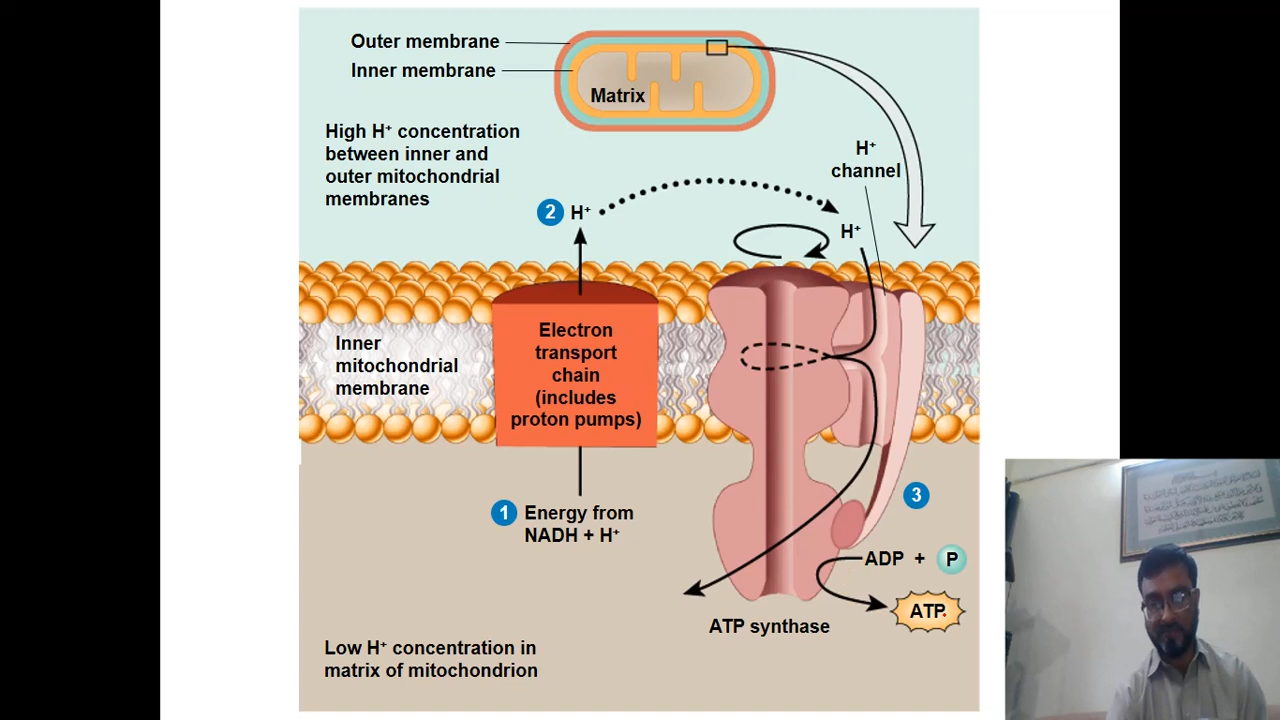 Outer membrane
Inner membrane
Matrix
High H⁺ concentration
between inner and
outer mitochondrial
membranes
H⁺
channel
2 H⁺
H⁺
Inner
mitochondrial
membrane
Electron
transport
chain
(includes
proton pumps)
1 Energy from
NADH + H⁺
3
ADP + P
ATP
ATP synthase
Low H⁺ concentration in
matrix of mitochondrion